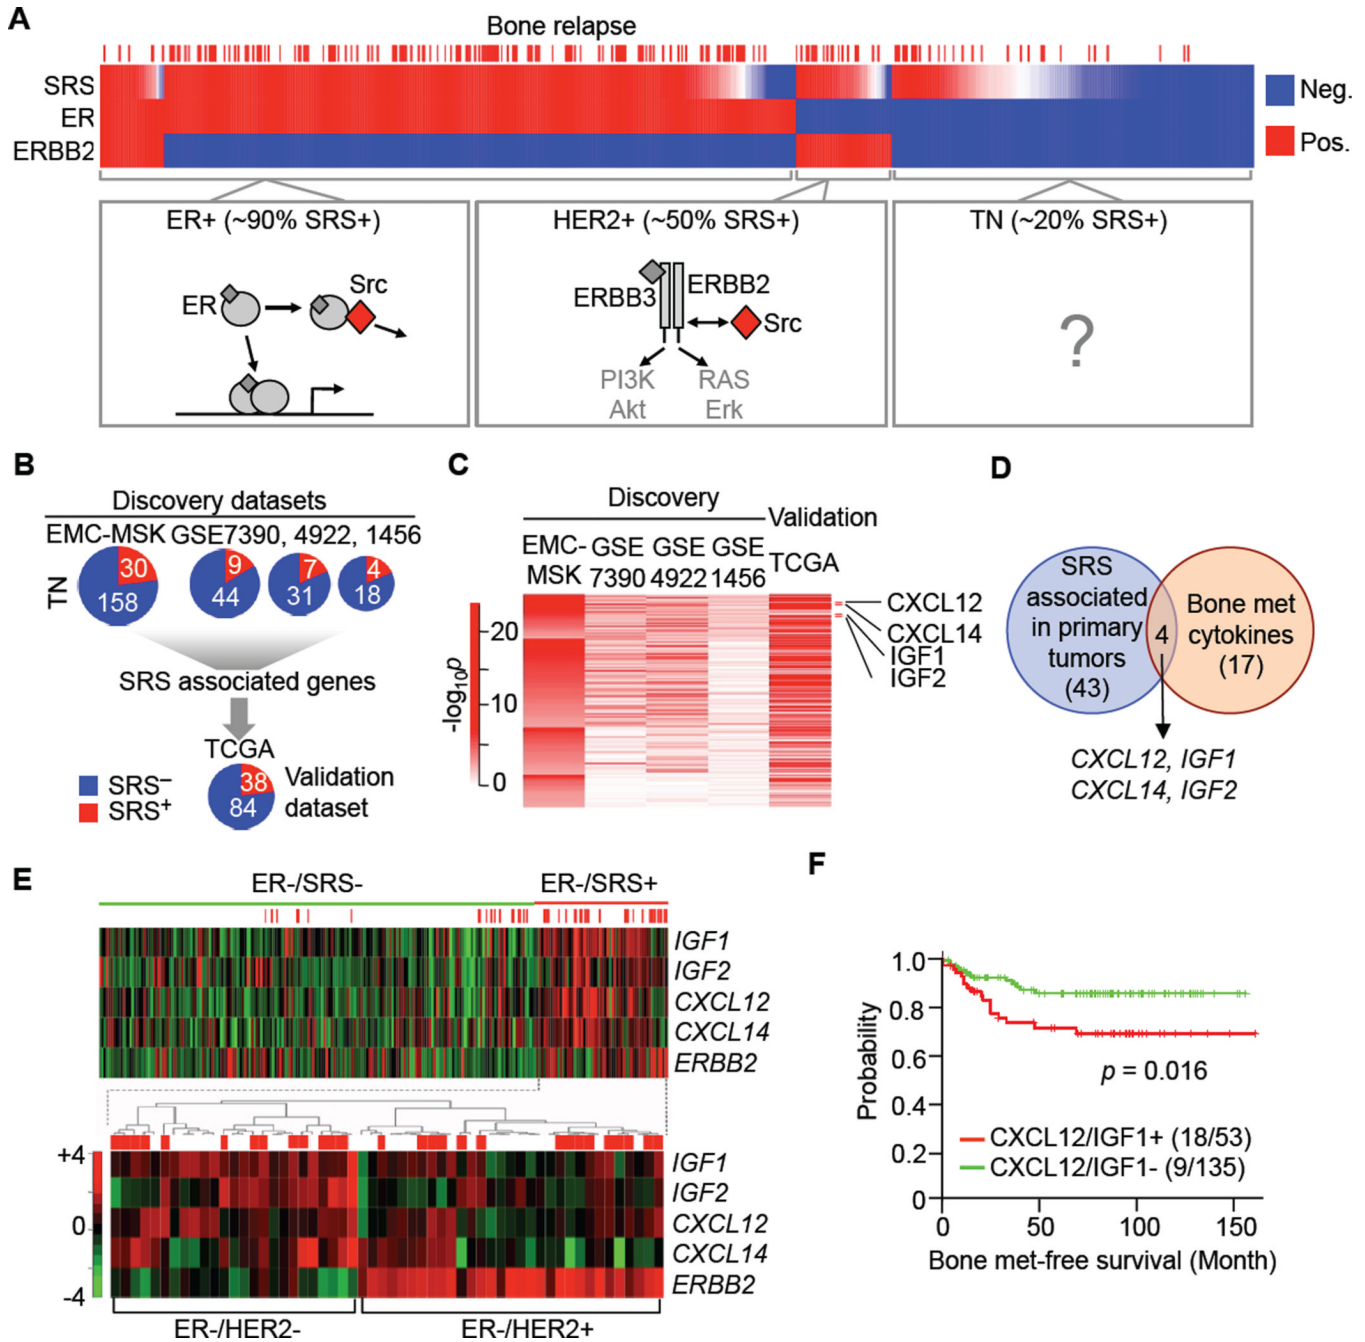 A
Bone relapse
SRS
ER
ERBB2
Neg.
Pos.
ER+ (~90% SRS+)
HER2+ (~50% SRS+)
TN (~20% SRS+)
ER
Src
ERBB3
ERBB2
Src
PI3K
Akt
RAS
Erk
?
B
Discovery datasets
EMC-MSK GSE7390, 4922, 1456
TN
30
158
9
44
7
31
4
18
SRS associated genes
TCGA
38
84
Validation
dataset
SRS−
SRS+
C
Discovery
Validation
EMC-
MSK
GSE
7390
GSE
4922
GSE
1456
TCGA
-log10p
20
10
0
CXCL12
CXCL14
IGF1
IGF2
D
SRS
associated
in primary
tumors
(43)
4
Bone met
cytokines
(17)
CXCL12, IGF1
CXCL14, IGF2
E
ER-/SRS-
ER-/SRS+
IGF1
IGF2
CXCL12
CXCL14
ERBB2
+4
0
-4
IGF1
IGF2
CXCL12
CXCL14
ERBB2
ER-/HER2-
ER-/HER2+
F
Probability
1.0
0.8
0.6
0.4
0.2
0
p = 0.016
CXCL12/IGF1+ (18/53)
CXCL12/IGF1- (9/135)
0
50
100
150
Bone met-free survival (Month)